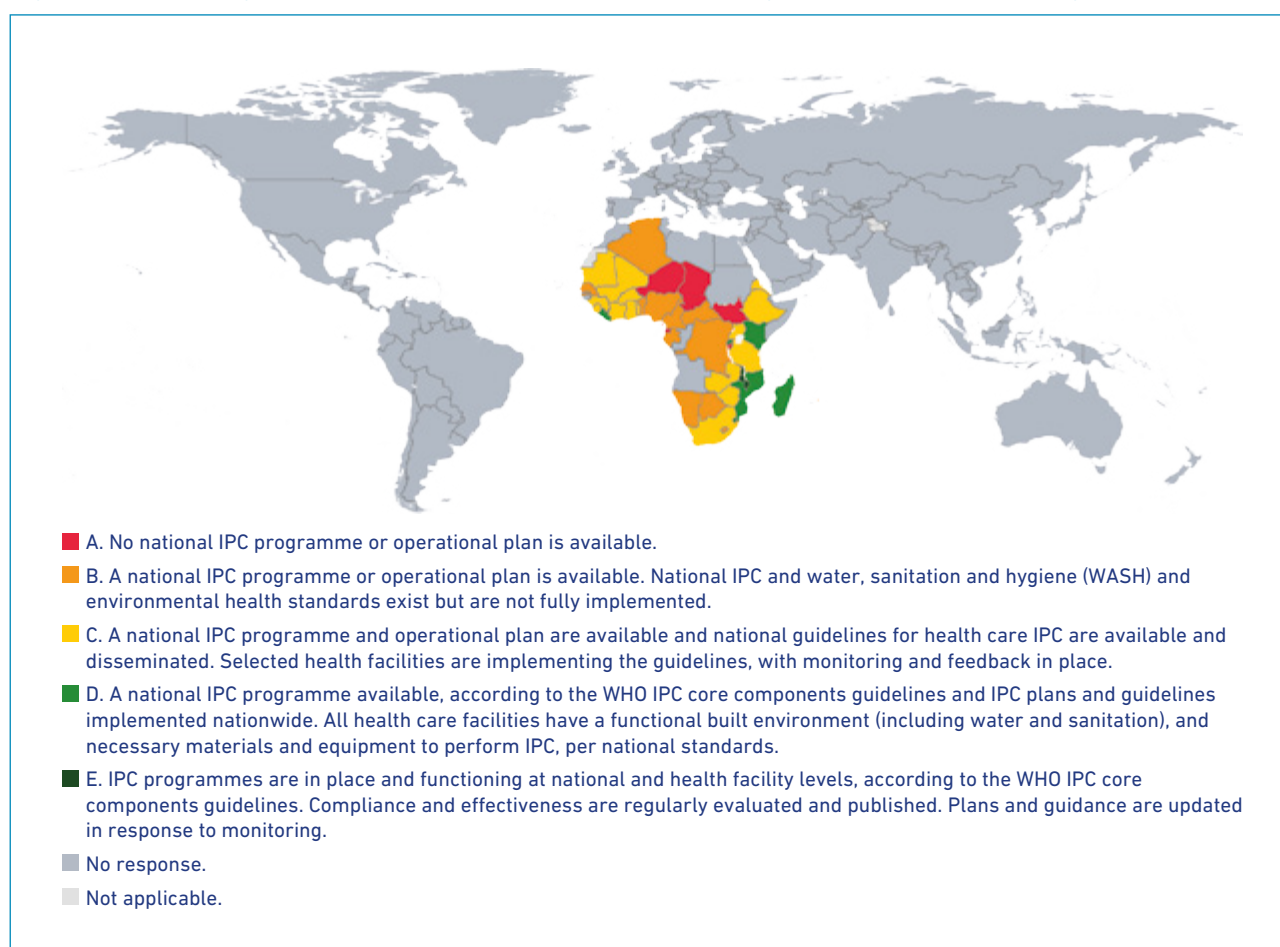 A. No national IPC programme or operational plan is available.
B. A national IPC programme or operational plan is available. National IPC and water, sanitation and hygiene (WASH) and
environmental health standards exist but are not fully implemented.
C. A national IPC programme and operational plan are available and national guidelines for health care IPC are available and
disseminated. Selected health facilities are implementing the guidelines, with monitoring and feedback in place.
D. A national IPC programme available, according to the WHO IPC core components guidelines and IPC plans and guidelines
implemented nationwide. All health care facilities have a functional built environment (including water and sanitation), and
necessary materials and equipment to perform IPC, per national standards.
E. IPC programmes are in place and functioning at national and health facility levels, according to the WHO IPC core
components guidelines. Compliance and effectiveness are regularly evaluated and published. Plans and guidance are updated
in response to monitoring.
No response.
Not applicable.